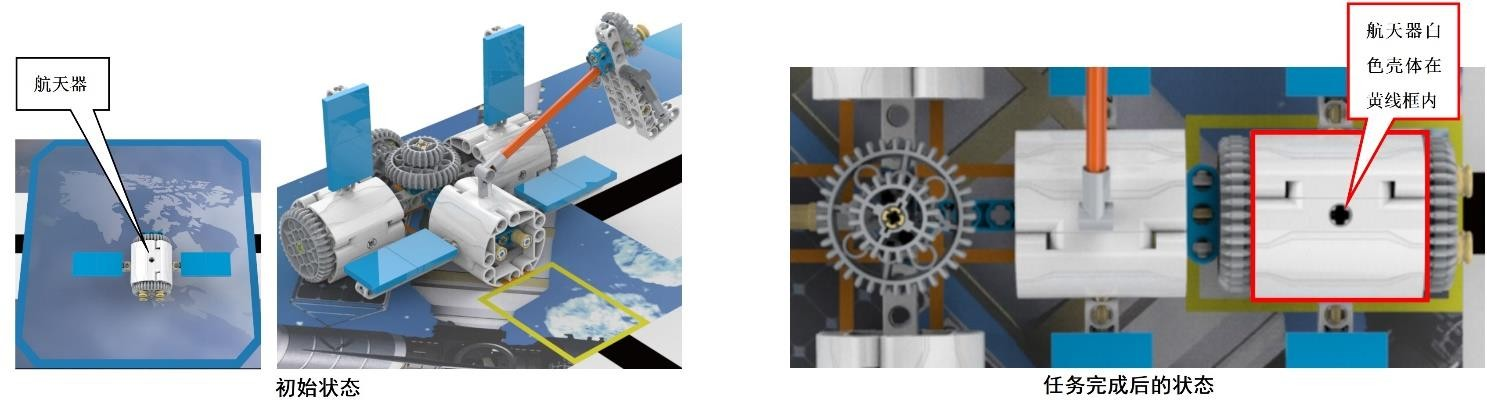 航天器
航天器白
色壳体在
黄线框内
初始状态
任务完成后的状态